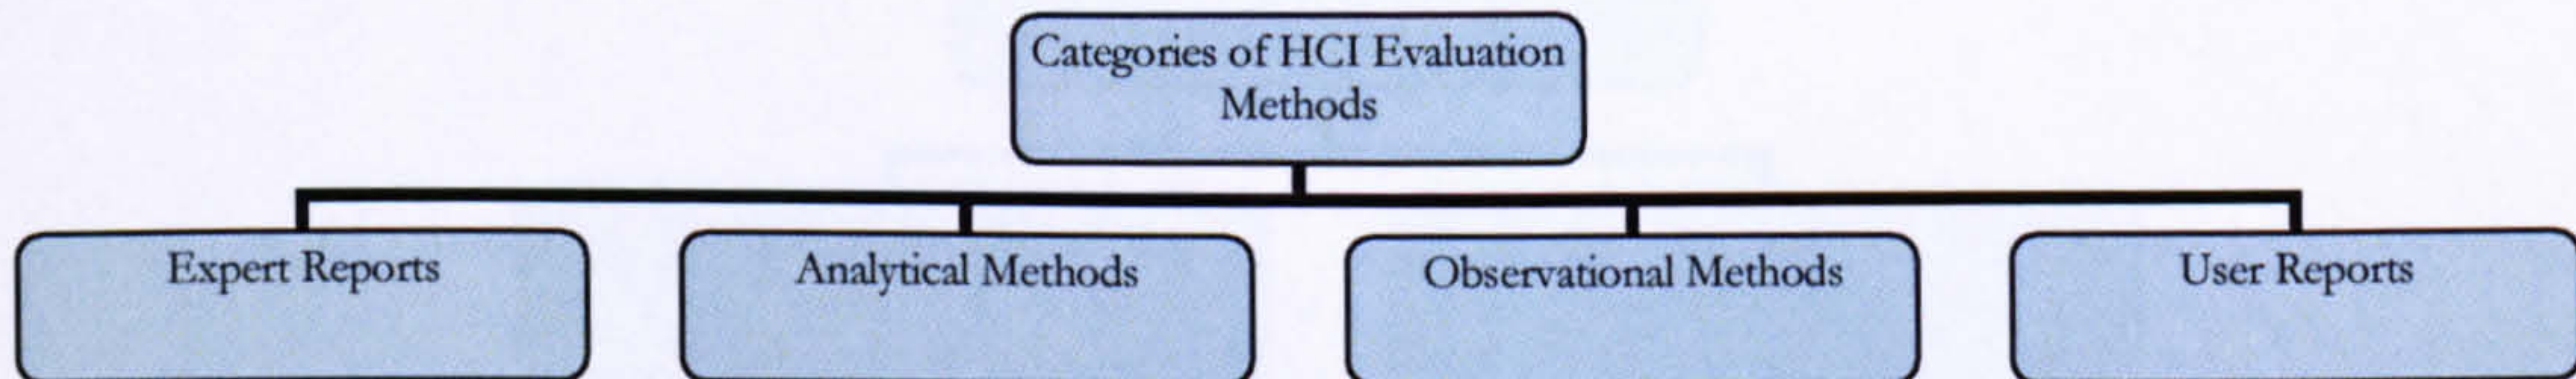 Categories of HCI Evaluation
Methods
Expert Reports
Analytical Methods
Observational Methods
User Reports